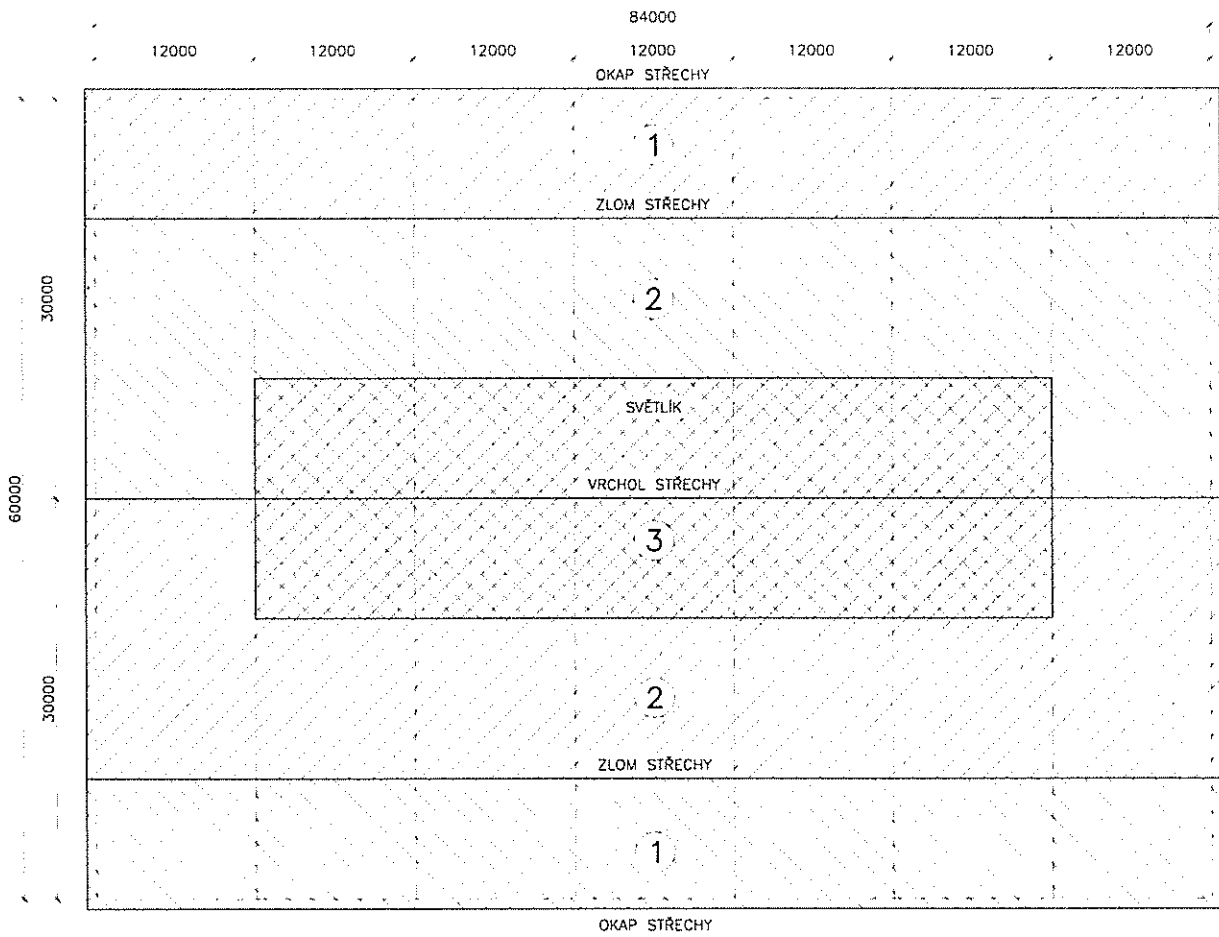 84000
12000 12000 12000 12000 12000 12000 12000
OKAP STŘECHY
1
ZLOM STŘECHY
30000
2
SVĚTLÍK
VRCHOL STŘECHY
60000
3
30000
2
ZLOM STŘECHY
1
OKAP STŘECHY